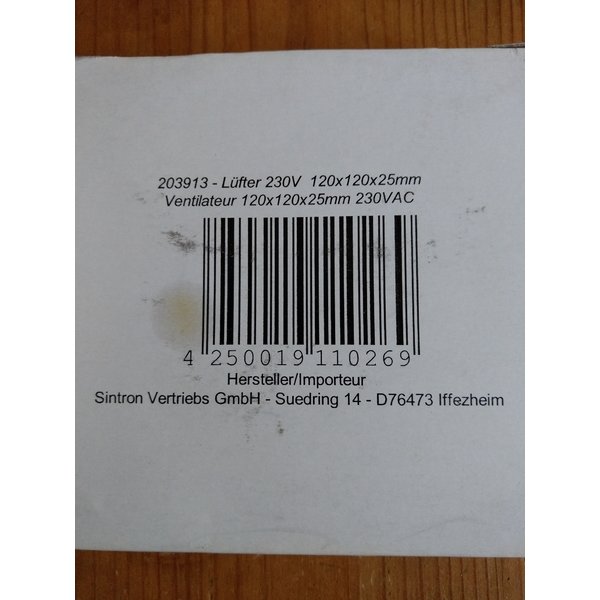 203913 - Lüfter 230V 120x120x25mm
Ventilateur 120x120x25mm 230VAC
4 250019 110269
Hersteller/Importeur
Sintron Vertriebs GmbH - Suedring 14 - D76473 Iffezheim